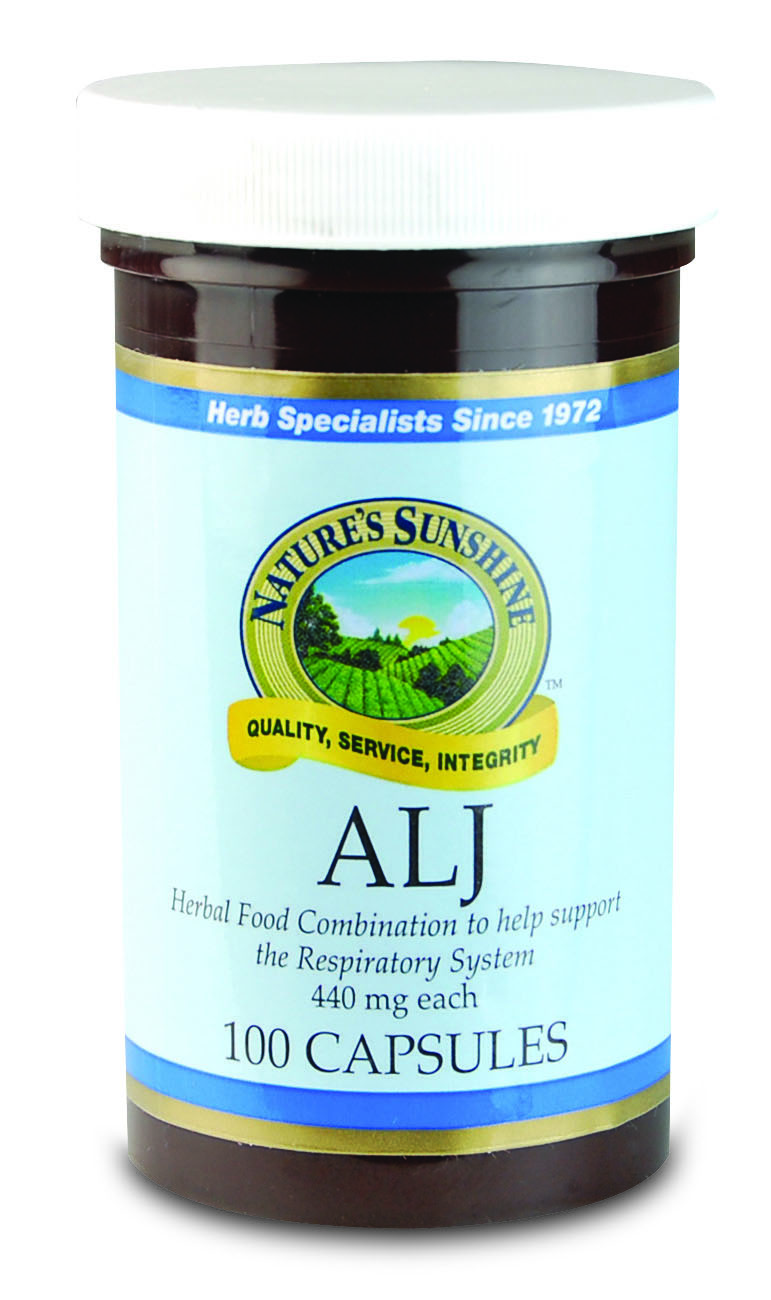 Herb Specialists Since 1972
NATURE'S SUNSHINE
TM
QUALITY, SERVICE, INTEGRITY
ALJ
Herbal Food Combination to help support
the Respiratory System
440 mg each
100 CAPSULES